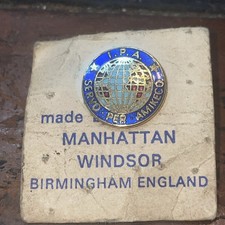 I.P.A.
SERVO PER AMIKECO
made
MANHATTAN
WINDSOR
BIRMINGHAM ENGLAND